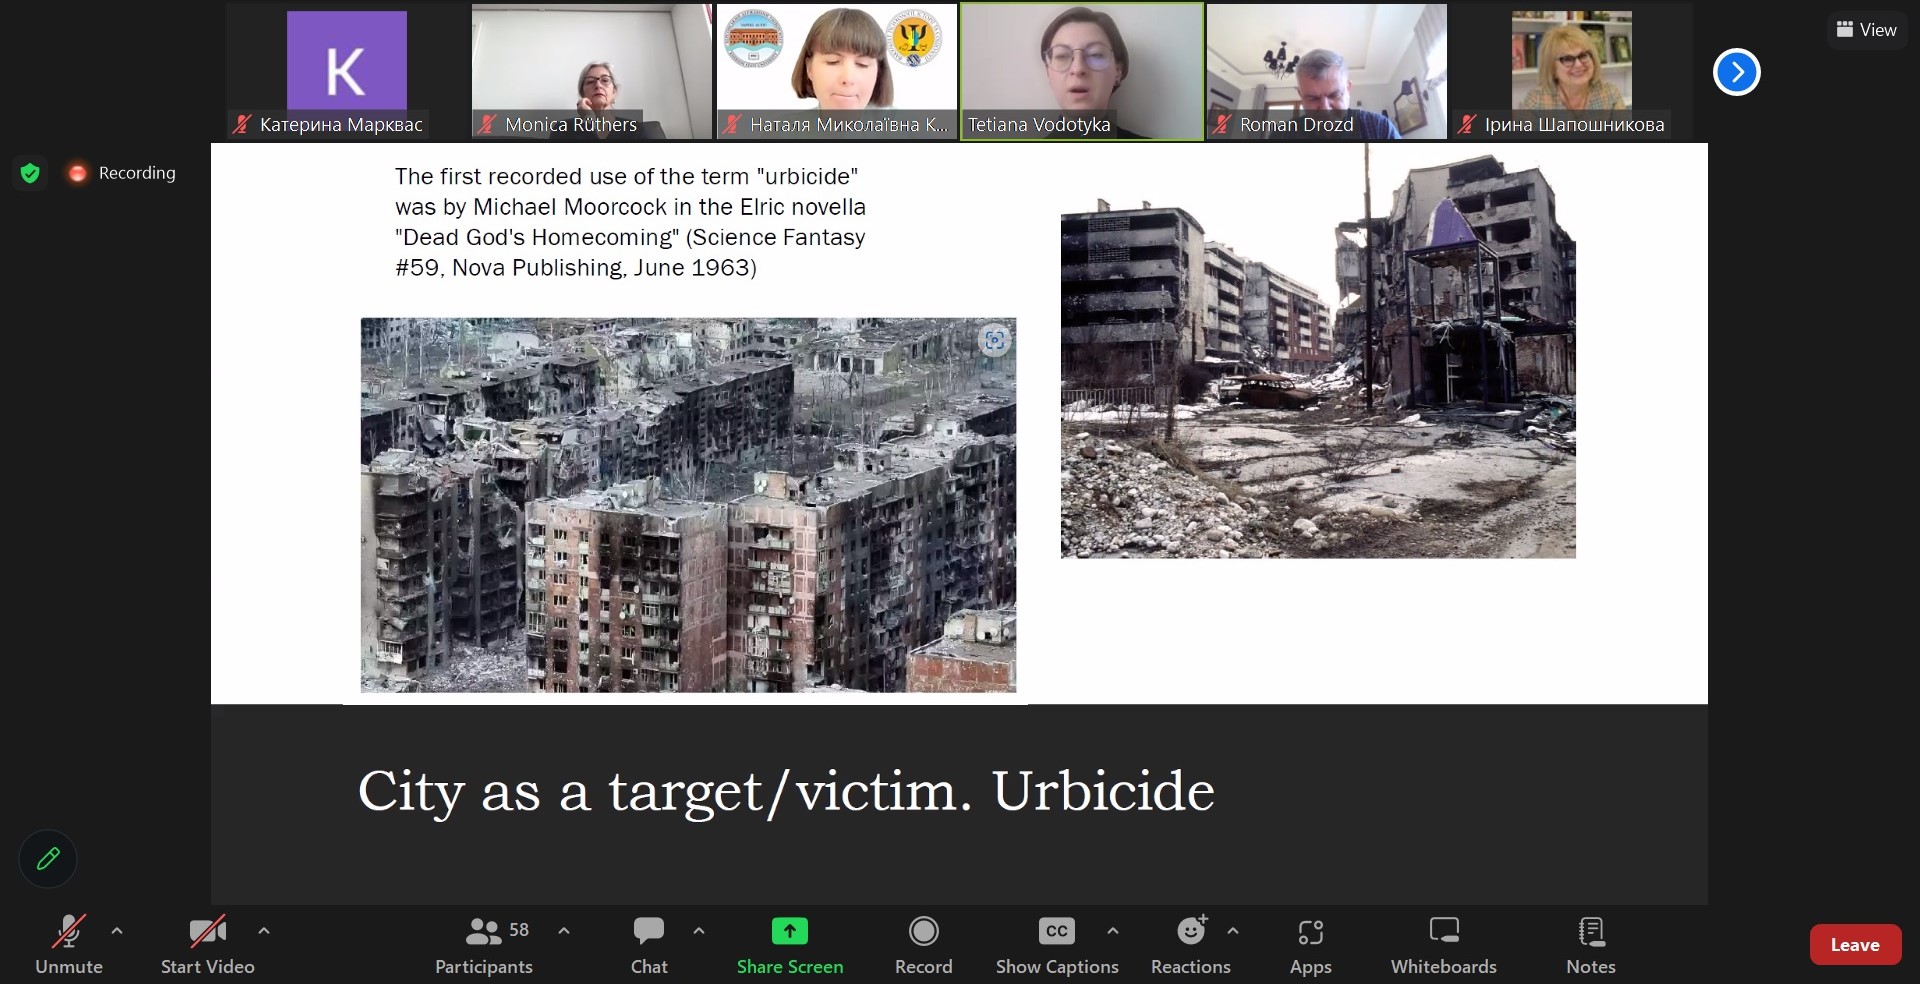 K
Катерина Марквас
Monica Rüthers
Наталя Миколаївна К...
Tetiana Vodotyka
Roman Drozd
Ірина Шапошникова
View
Recording
The first recorded use of the term "urbicide"
was by Michael Moorcock in the Elric novella
"Dead God's Homecoming" (Science Fantasy
#59, Nova Publishing, June 1963)
City as a target/victim. Urbicide
Unmute
Start Video
58
Participants
Chat
Share Screen
Record
CC
Show Captions
Reactions
Apps
Whiteboards
Notes
Leave